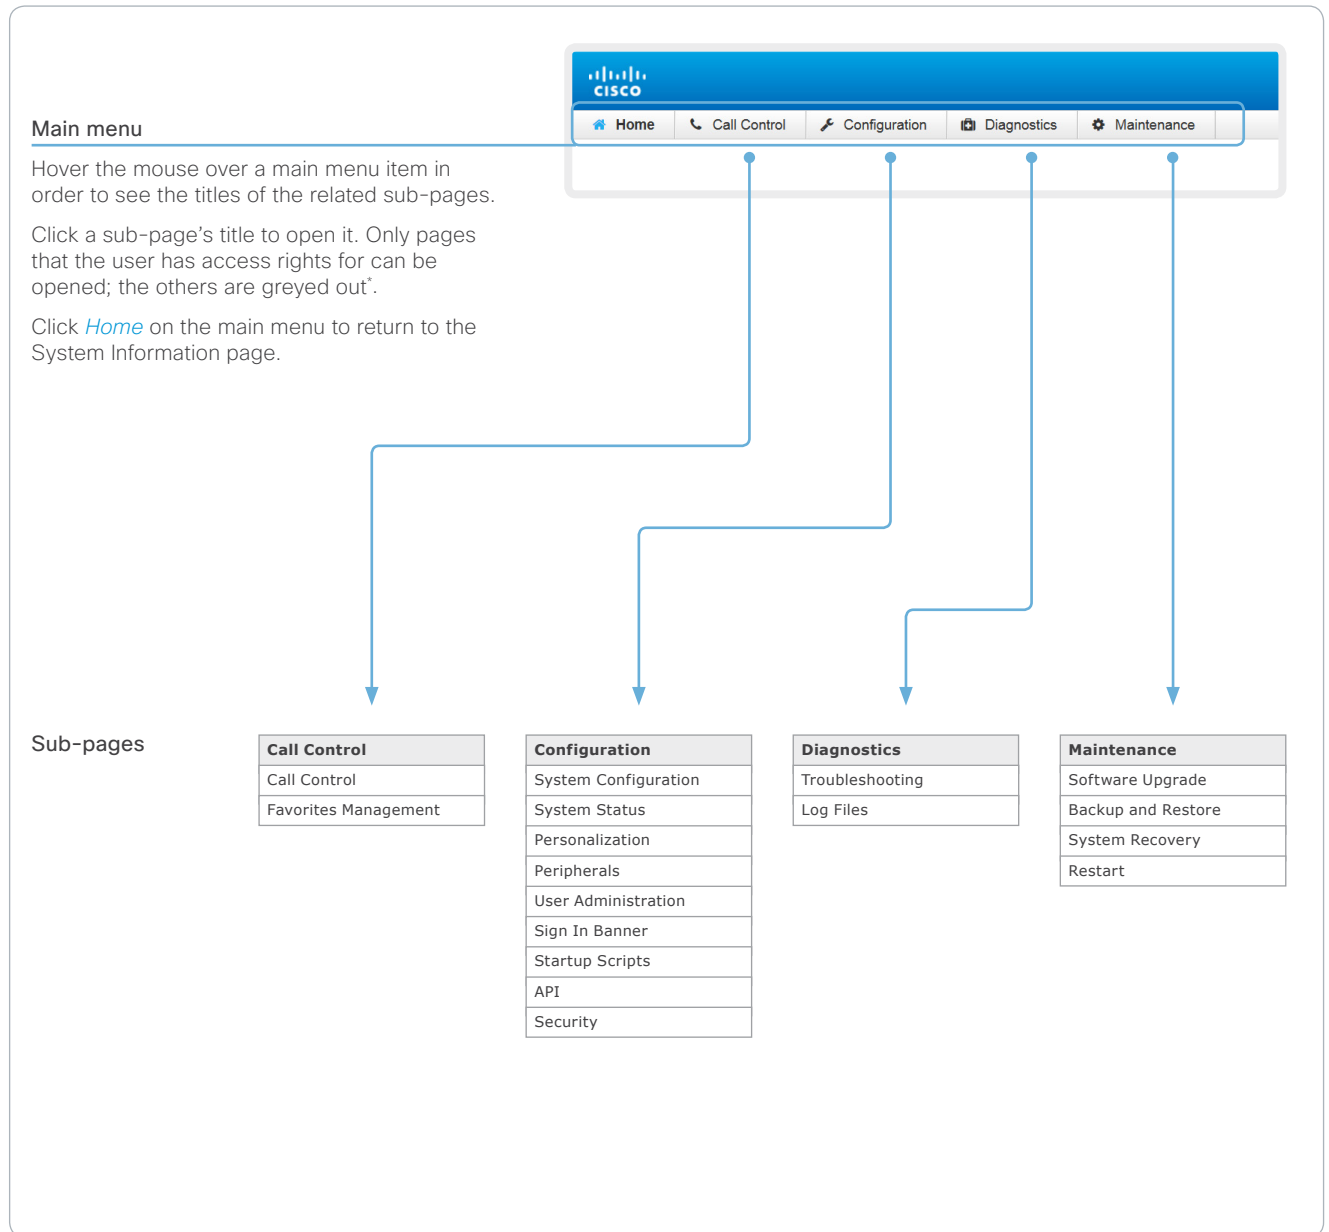 CISCO
Home Call Control Configuration Diagnostics Maintenance
Main menu
Hover the mouse over a main menu item in
order to see the titles of the related sub-pages.
Click a sub-page’s title to open it. Only pages
that the user has access rights for can be
opened; the others are greyed out*.
Click Home on the main menu to return to the
System Information page.
Sub-pages
Call Control
Call Control
Favorites Management
Configuration
System Configuration
System Status
Personalization
Peripherals
User Administration
Sign In Banner
Startup Scripts
API
Security
Diagnostics
Troubleshooting
Log Files
Maintenance
Software Upgrade
Backup and Restore
System Recovery
Restart